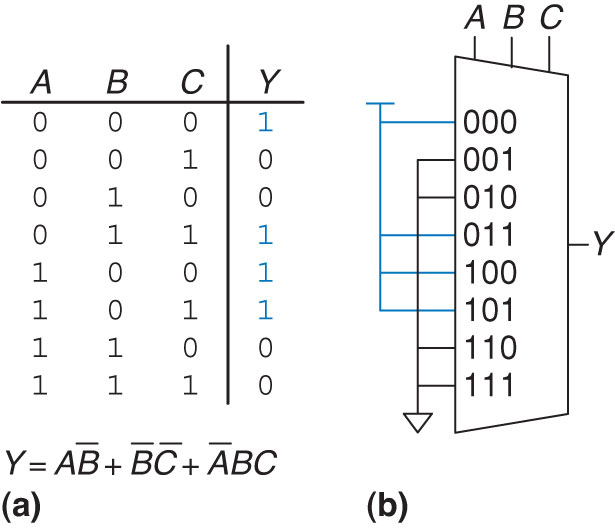 A B C Y
0 0 0 1
0 0 1 0
0 1 0 0
0 1 1 1
1 0 0 1
1 0 1 1
1 1 0 0
1 1 1 0
Y = AB̅ + B̅C̅ + A̅BC
(a)
A B C
000
001
010
011
100
101
110
111
Y
(b)